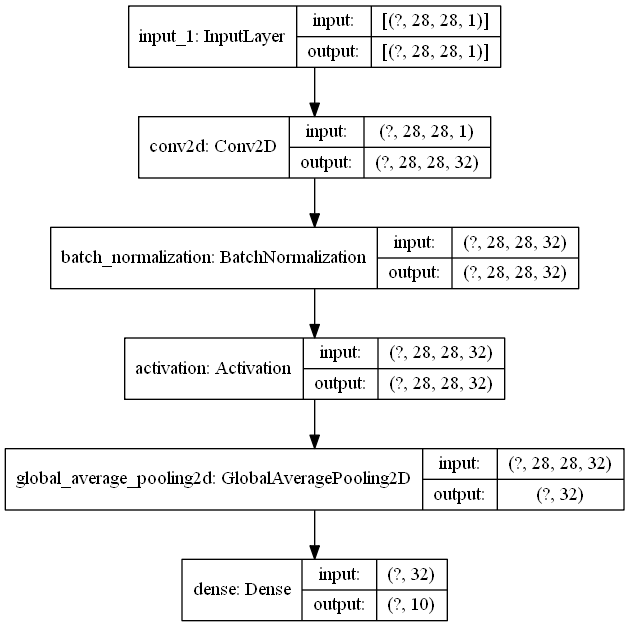 input_1: InputLayer
input: [(?, 28, 28, 1)]
output: [(?, 28, 28, 1)]
conv2d: Conv2D
input: (?, 28, 28, 1)
output: (?, 28, 28, 32)
batch_normalization: BatchNormalization
input: (?, 28, 28, 32)
output: (?, 28, 28, 32)
activation: Activation
input: (?, 28, 28, 32)
output: (?, 28, 28, 32)
global_average_pooling2d: GlobalAveragePooling2D
input: (?, 28, 28, 32)
output: (?, 32)
dense: Dense
input: (?, 32)
output: (?, 10)